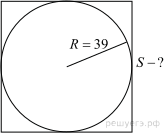 R = 39
S – ?
решуегэ.рф